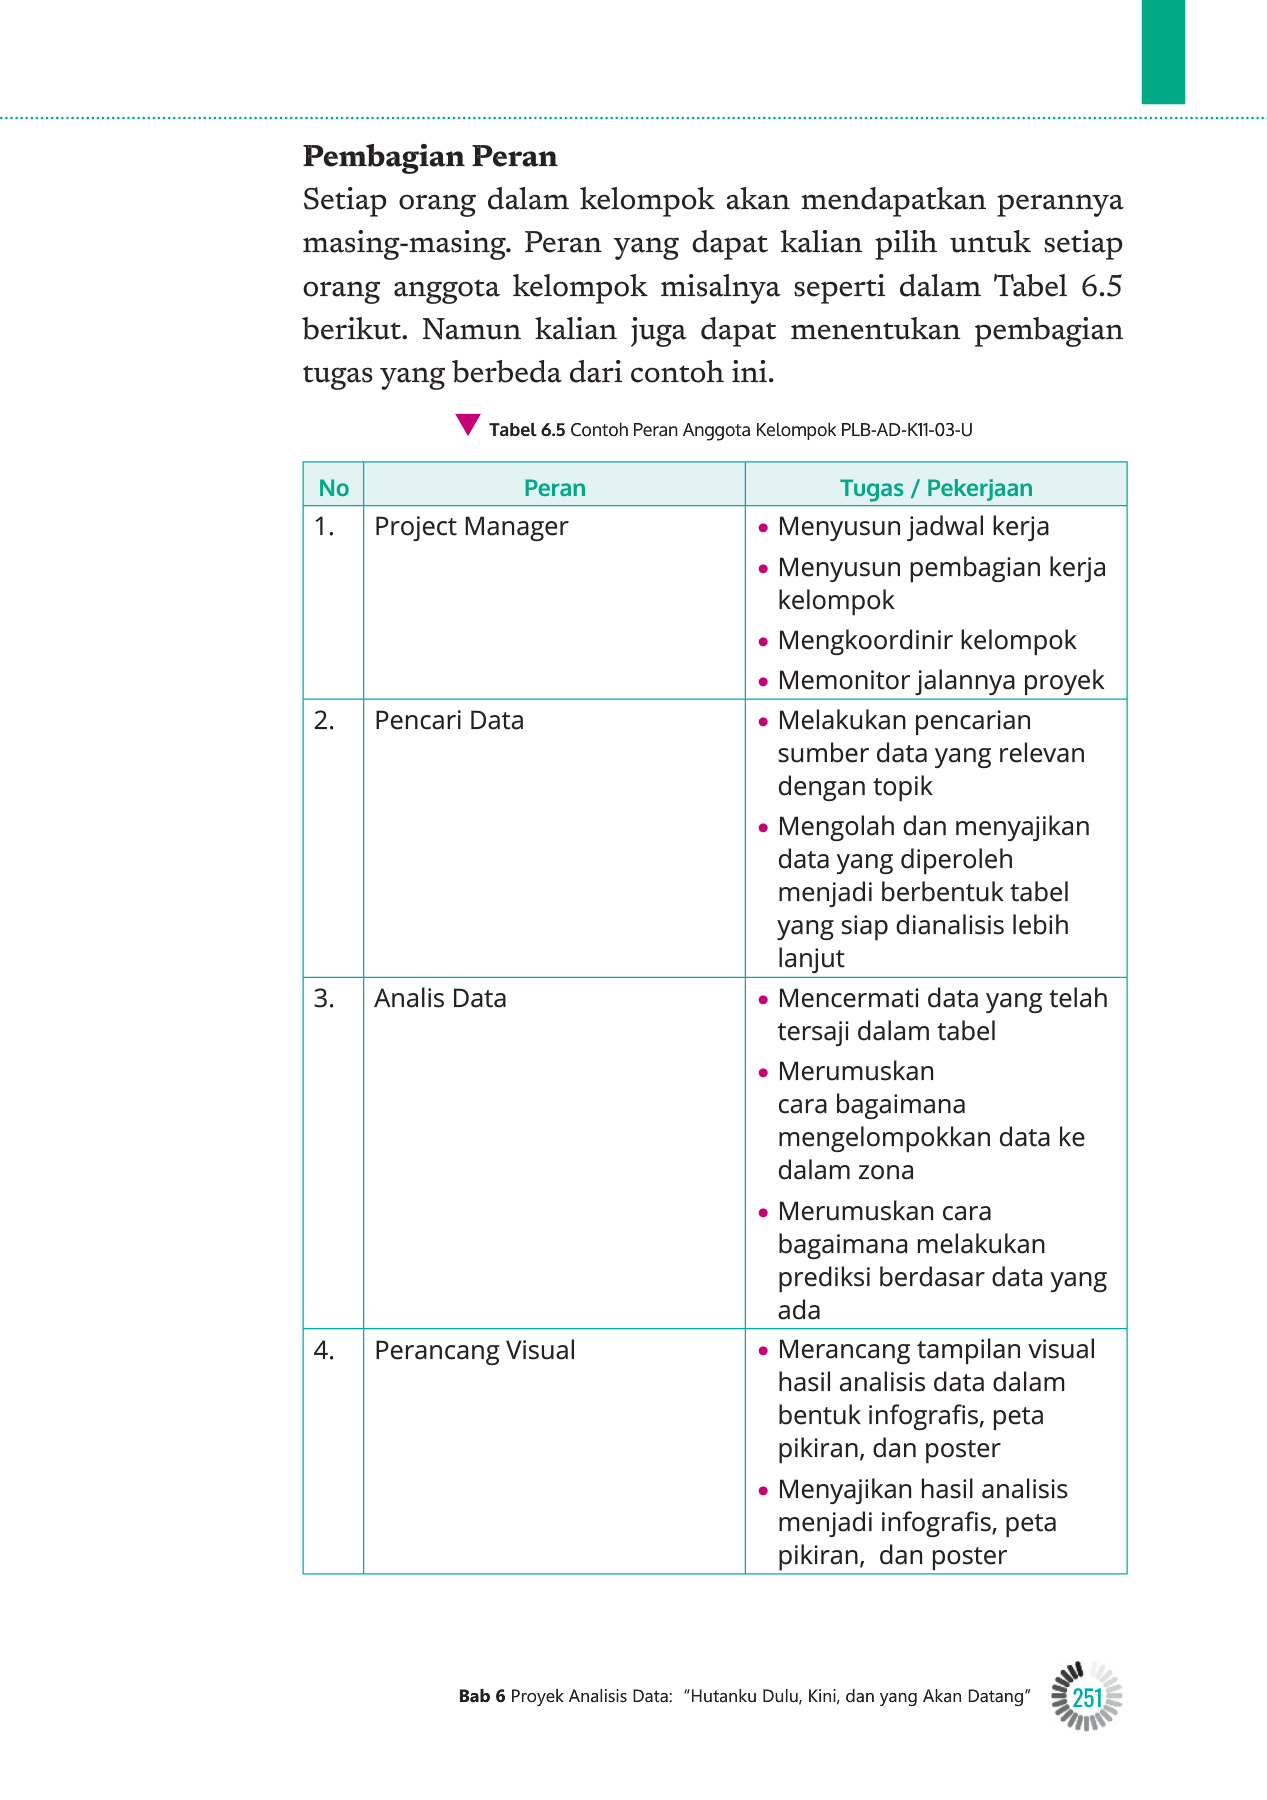 Pembagian Peran
Setiap orang dalam kelompok akan mendapatkan perannya
masing-masing. Peran yang dapat kalian pilih untuk setiap
orang anggota kelompok misalnya seperti dalam Tabel 6.5
berikut. Namun kalian juga dapat menentukan pembagian
tugas yang berbeda dari contoh ini.
Tabel 6.5 Contoh Peran Anggota Kelompok PLB-AD-K11-03-U
No Peran Tugas / Pekerjaan
1. Project Manager • Menyusun jadwal kerja
• Menyusun pembagian kerja
kelompok
• Mengkoordinir kelompok
• Memonitor jalannya proyek
2. Pencari Data • Melakukan pencarian
sumber data yang relevan
dengan topik
• Mengolah dan menyajikan
data yang diperoleh
menjadi berbentuk tabel
yang siap dianalisis lebih
lanjut
3. Analis Data • Mencermati data yang telah
tersaji dalam tabel
• Merumuskan
cara bagaimana
mengelompokkan data ke
dalam zona
• Merumuskan cara
bagaimana melakukan
prediksi berdasar data yang
ada
4. Perancang Visual • Merancang tampilan visual
hasil analisis data dalam
bentuk infografis, peta
pikiran, dan poster
• Menyajikan hasil analisis
menjadi infografis, peta
pikiran, dan poster
Bab 6 Proyek Analisis Data: “Hutanku Dulu, Kini, dan yang Akan Datang” 251